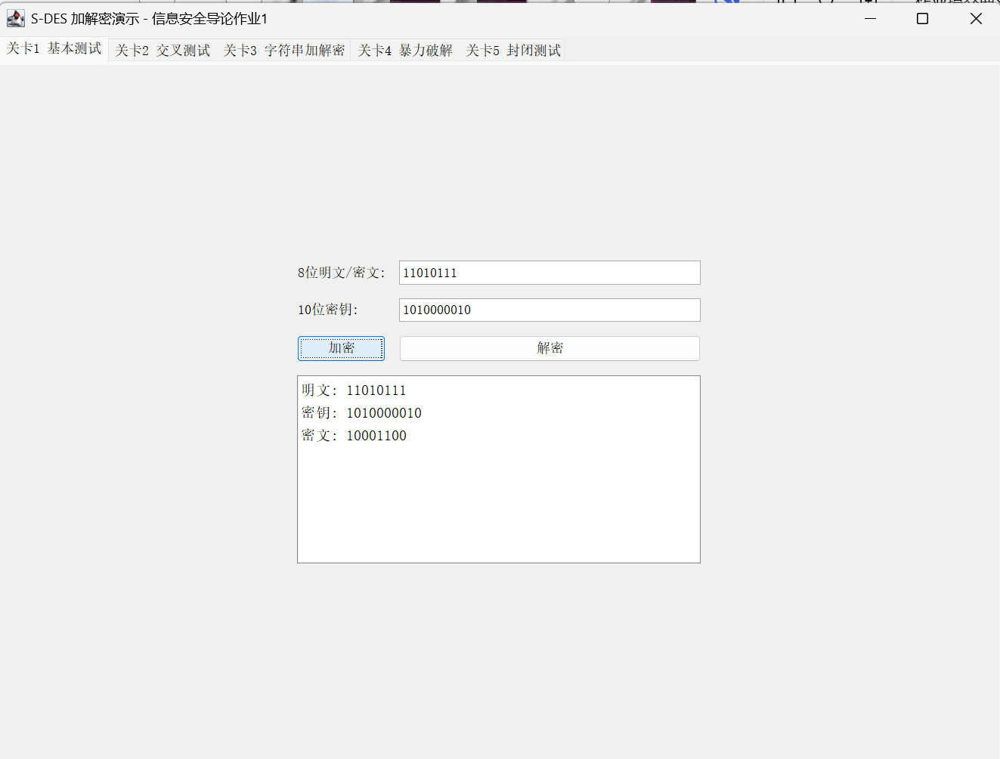 S-DES 加解密演示 - 信息安全导论作业1
关卡1 基本测试 关卡2 交叉测试 关卡3 字符串加解密 关卡4 暴力破解 关卡5 封闭测试
8位明文/密文: 11010111
10位密钥: 1010000010
加密 解密
明文: 11010111
密钥: 1010000010
密文: 10001100